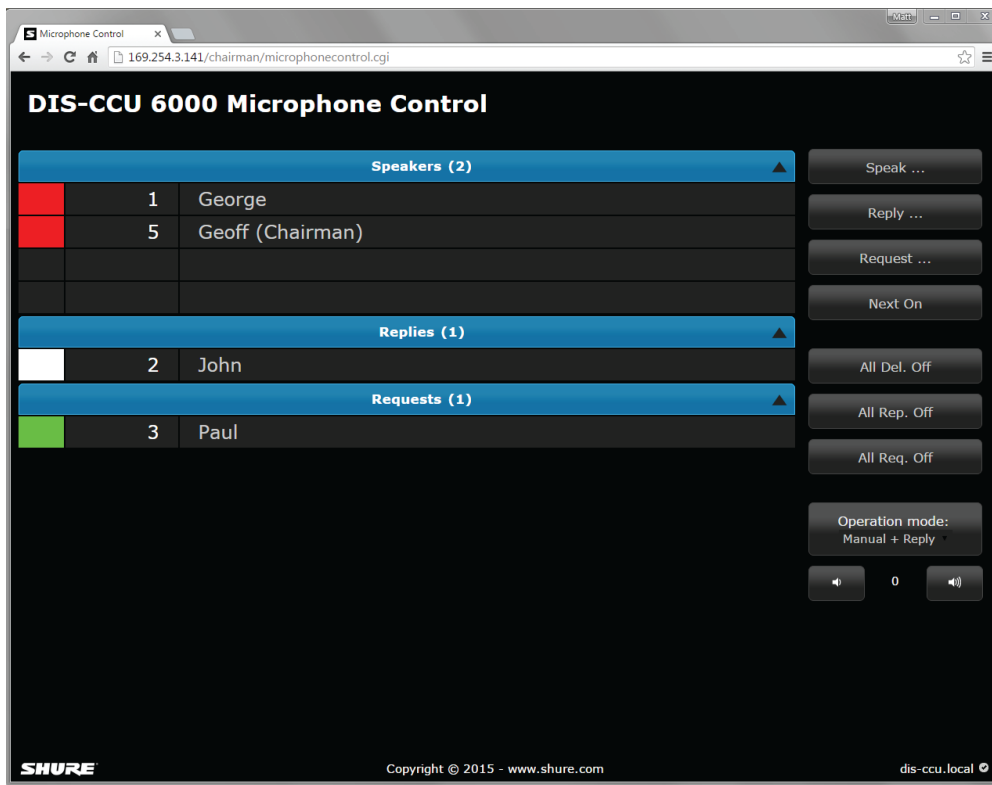 Matt
Microphone Control
169.254.3.141/chairman/microphonecontrol.cgi
DIS-CCU 6000 Microphone Control
Speakers (2)
1 George
5 Geoff (Chairman)
Replies (1)
2 John
Requests (1)
3 Paul
Speak ...
Reply ...
Request ...
Next On
All Del. Off
All Rep. Off
All Req. Off
Operation mode:
Manual + Reply
0
SHURE
Copyright © 2015 - www.shure.com
dis-ccu.local